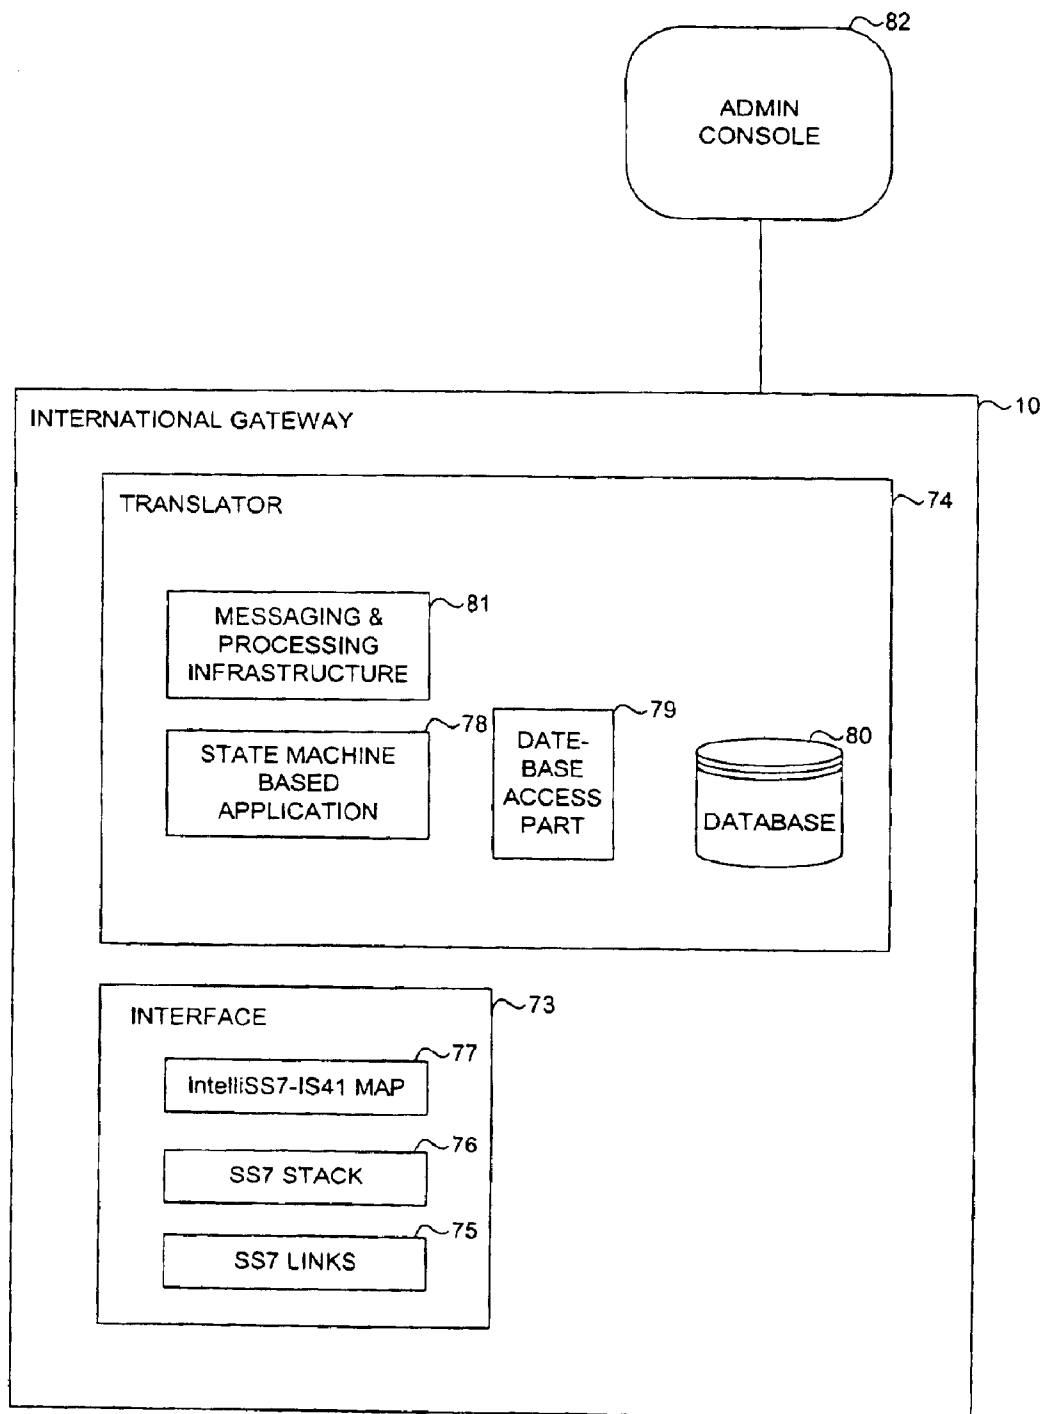 82
ADMIN
CONSOLE
10
INTERNATIONAL GATEWAY
74
TRANSLATOR
81
MESSAGING &
PROCESSING
INFRASTRUCTURE
78
STATE MACHINE
BASED
APPLICATION
79
DATE-
BASE
ACCESS
PART
80
DATABASE
73
INTERFACE
77
IntelliSS7-IS41 MAP
76
SS7 STACK
75
SS7 LINKS